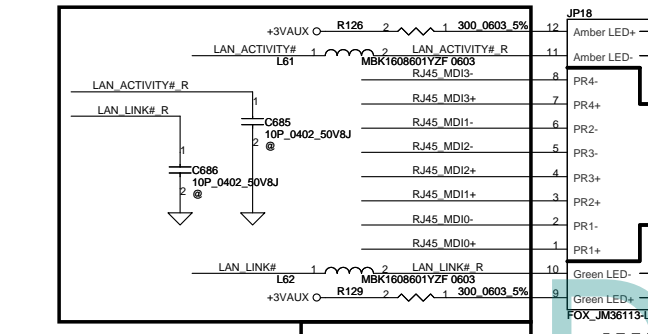 JP18
+3VAUX R126 2 1 300_0603_5% 12 Amber LED+
LAN_ACTIVITY# 1 2 LAN_ACTIVITY#_R 11 Amber LED-
L61 MBK1608601YZF 0603
RJ45_MDI3- 8 PR4-
LAN_ACTIVITY#_R
RJ45_MDI3+ 7 PR4+
LAN_LINK#_R
1 C685 RJ45_MDI1- 6 PR2-
10P_0402_50V8J
2 @
RJ45_MDI2- 5 PR3-
1 C686 RJ45_MDI2+ 4 PR3+
10P_0402_50V8J
2 @
RJ45_MDI1+ 3 PR2+
RJ45_MDI0- 2 PR1-
RJ45_MDI0+ 1 PR1+
LAN_LINK# 1 2 LAN_LINK#_R 10 Green LED-
L62 MBK1608601YZF 0603
+3VAUX R129 2 1 300_0603_5% 9 Green LED+